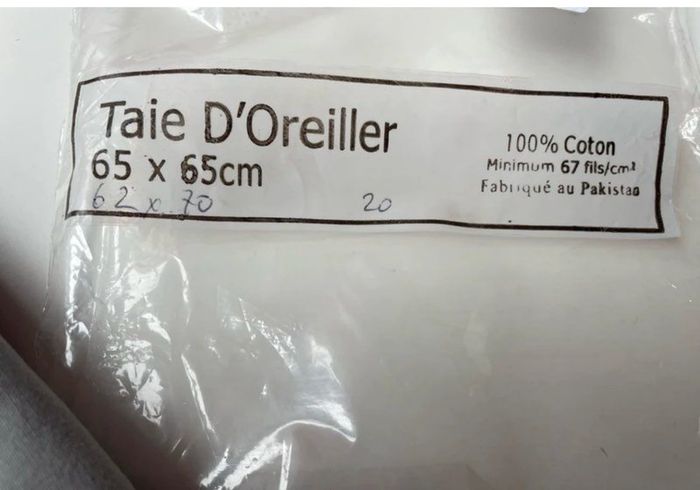 Taie D'Oreiller
65 x 65cm
62 x 70
20
100% Coton
Minimum 67 fils/cm²
Fabriqué au Pakistan